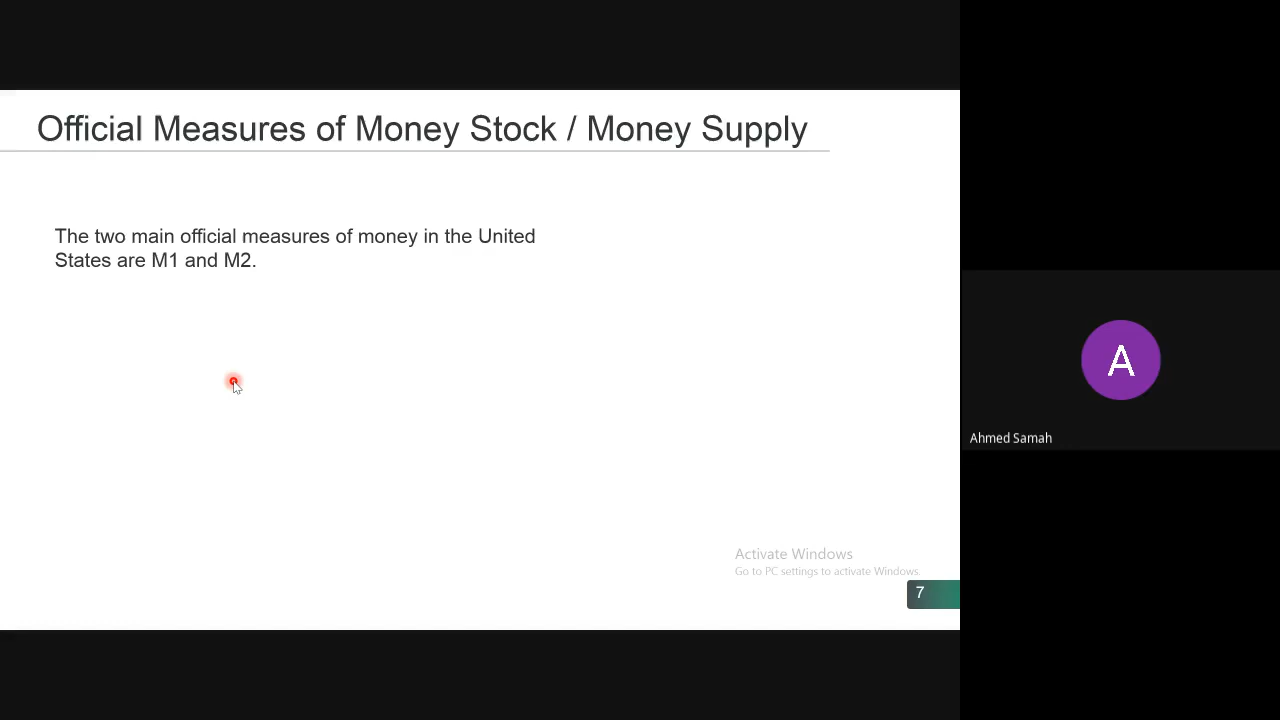 Official Measures of Money Stock / Money Supply
The two main official measures of money in the United
States are M1 and M2.
A
Ahmed Samah
Activate Windows
Go to PC settings to activate Windows.
7